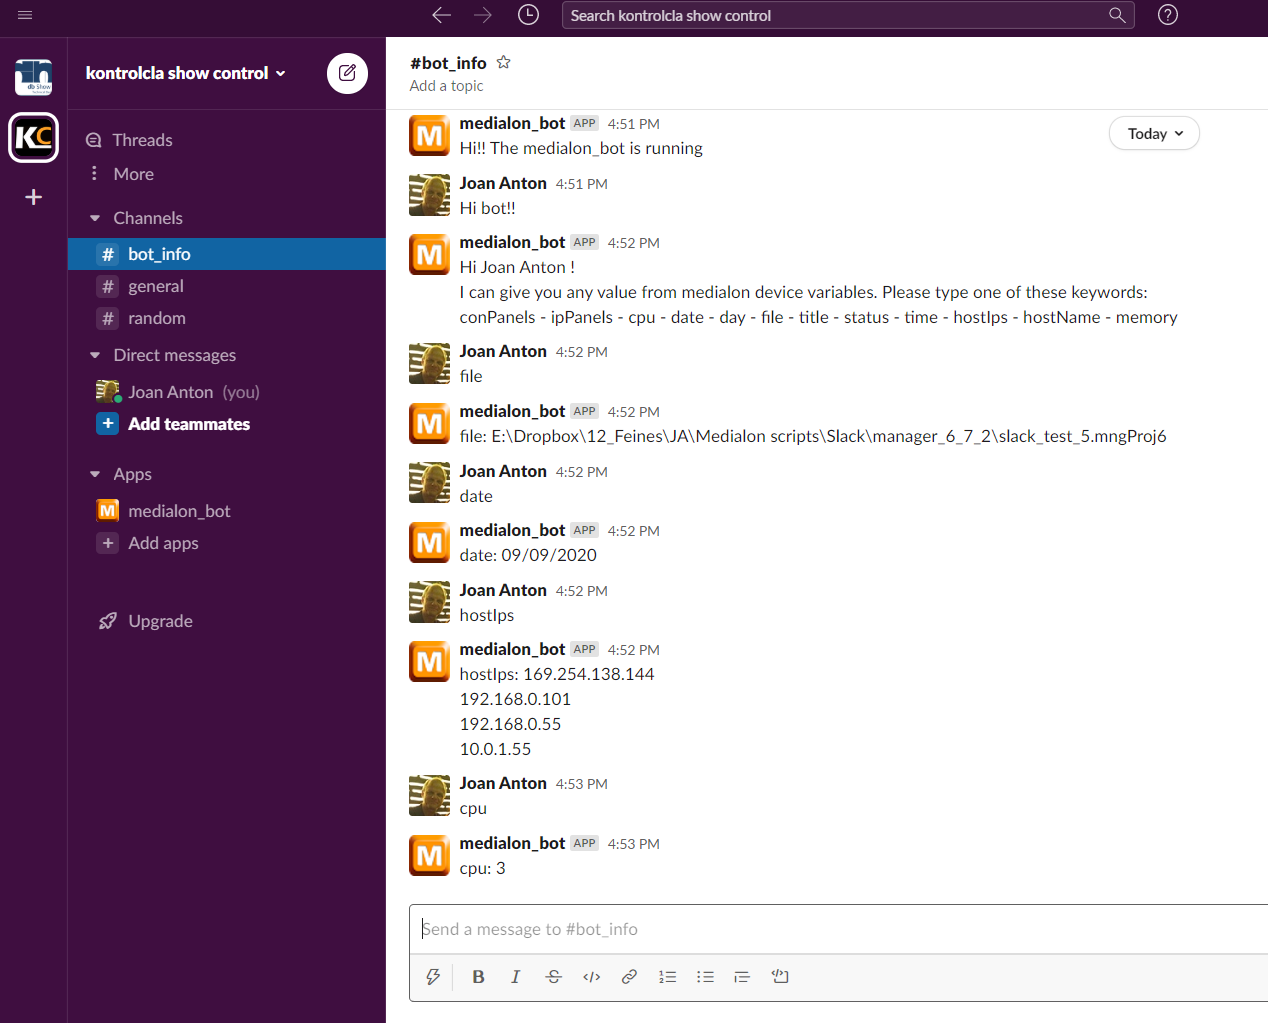 Search kontrolcla show control
db Show
kontrolcla show control
KC
Threads
More
Channels
# bot_info
# general
# random
Direct messages
Joan Anton (you)
+ Add teammates
Apps
M medialon_bot
+ Add apps
Upgrade
#bot_info
Add a topic
Today
M medialon_bot APP 4:51 PM
Hi!! The medialon_bot is running
Joan Anton 4:51 PM
Hi bot!!
M medialon_bot APP 4:52 PM
Hi Joan Anton !
I can give you any value from medialon device variables. Please type one of these keywords:
conPanels - ipPanels - cpu - date - day - file - title - status - time - hostIps - hostName - memory
Joan Anton 4:52 PM
file
M medialon_bot APP 4:52 PM
file: E:\Dropbox\12_Feines\JA\Medialon scripts\Slack\manager_6_7_2\slack_test_5.mngProj6
Joan Anton 4:52 PM
date
M medialon_bot APP 4:52 PM
date: 09/09/2020
Joan Anton 4:52 PM
hostIps
M medialon_bot APP 4:52 PM
hostIps: 169.254.138.144
192.168.0.101
192.168.0.55
10.0.1.55
Joan Anton 4:53 PM
cpu
M medialon_bot APP 4:53 PM
cpu: 3
Send a message to #bot_info
B I S </>